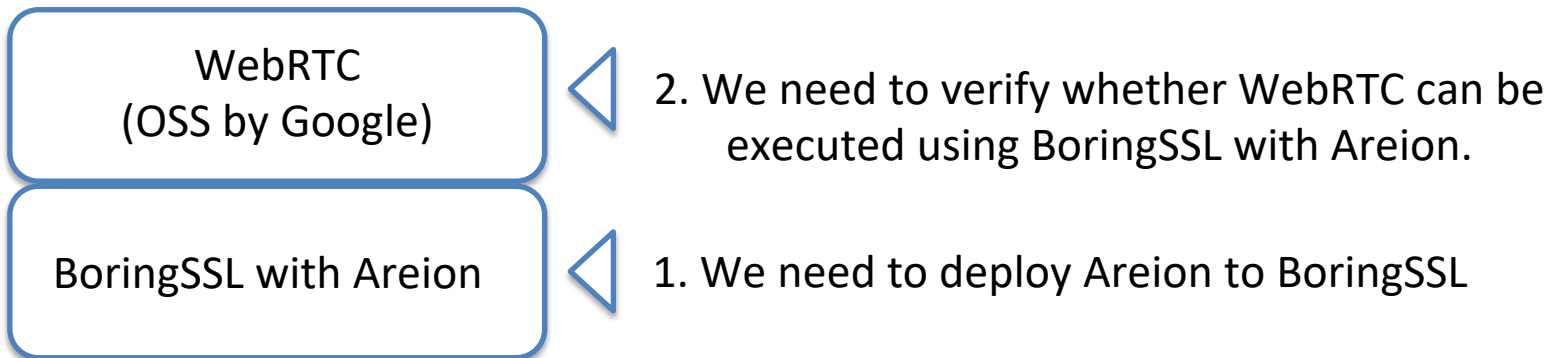 WebRTC
(OSS by Google)
2. We need to verify whether WebRTC can be
executed using BoringSSL with Areion.
BoringSSL with Areion
1. We need to deploy Areion to BoringSSL